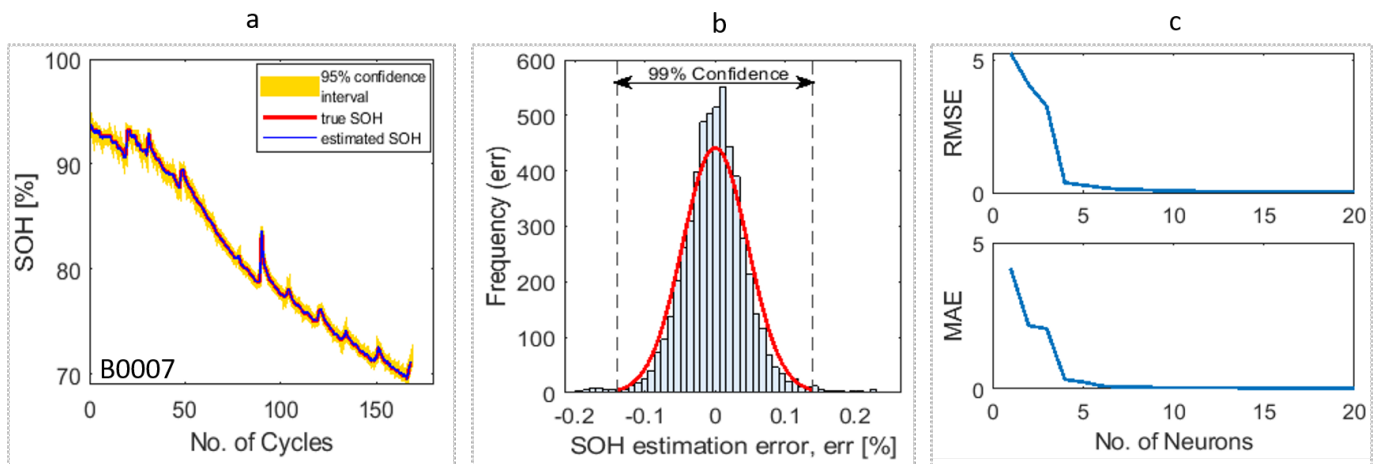 a
100
90
80
70
SOH [%]
95% confidence
interval
true SOH
estimated SOH
B0007
0
50
100
150
No. of Cycles
b
600
500
400
300
200
100
0
Frequency (err)
99% Confidence
-0.2
-0.1
0
0.1
0.2
SOH estimation error, err [%]
c
5
0
RMSE
0
5
10
15
20
5
0
MAE
0
5
10
15
20
No. of Neurons